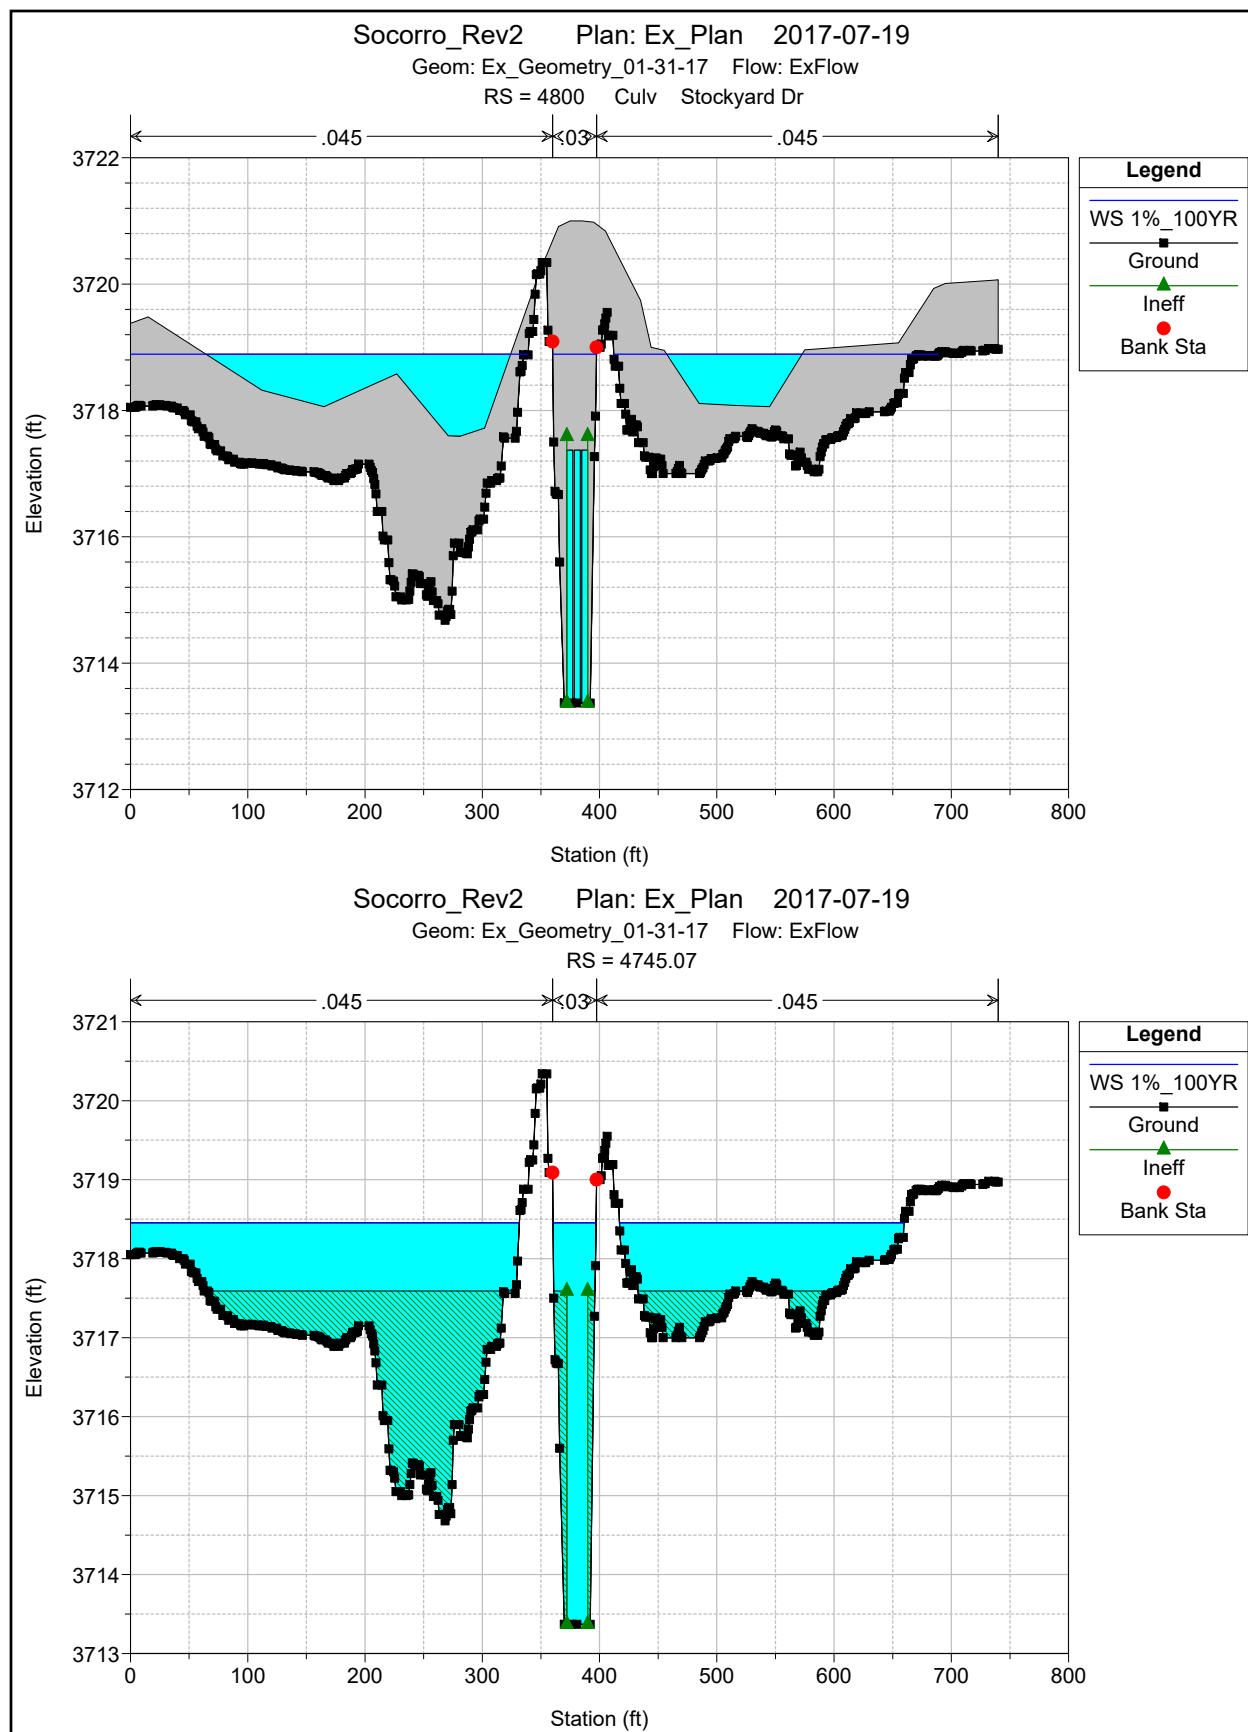 Socorro_Rev2 Plan: Ex_Plan 2017-07-19
Geom: Ex_Geometry_01-31-17 Flow: ExFlow
RS = 4800 Culv Stockyard Dr
.045 .03 .045
3722
3720
3718
3716
3714
3712
Elevation (ft)
0 100 200 300 400 500 600 700 800
Station (ft)
Legend
WS 1%_100YR
Ground
Ineff
Bank Sta
Socorro_Rev2 Plan: Ex_Plan 2017-07-19
Geom: Ex_Geometry_01-31-17 Flow: ExFlow
RS = 4745.07
.045 .03 .045
3721
3720
3719
3718
3717
3716
3715
3714
3713
Elevation (ft)
0 100 200 300 400 500 600 700 800
Station (ft)
Legend
WS 1%_100YR
Ground
Ineff
Bank Sta